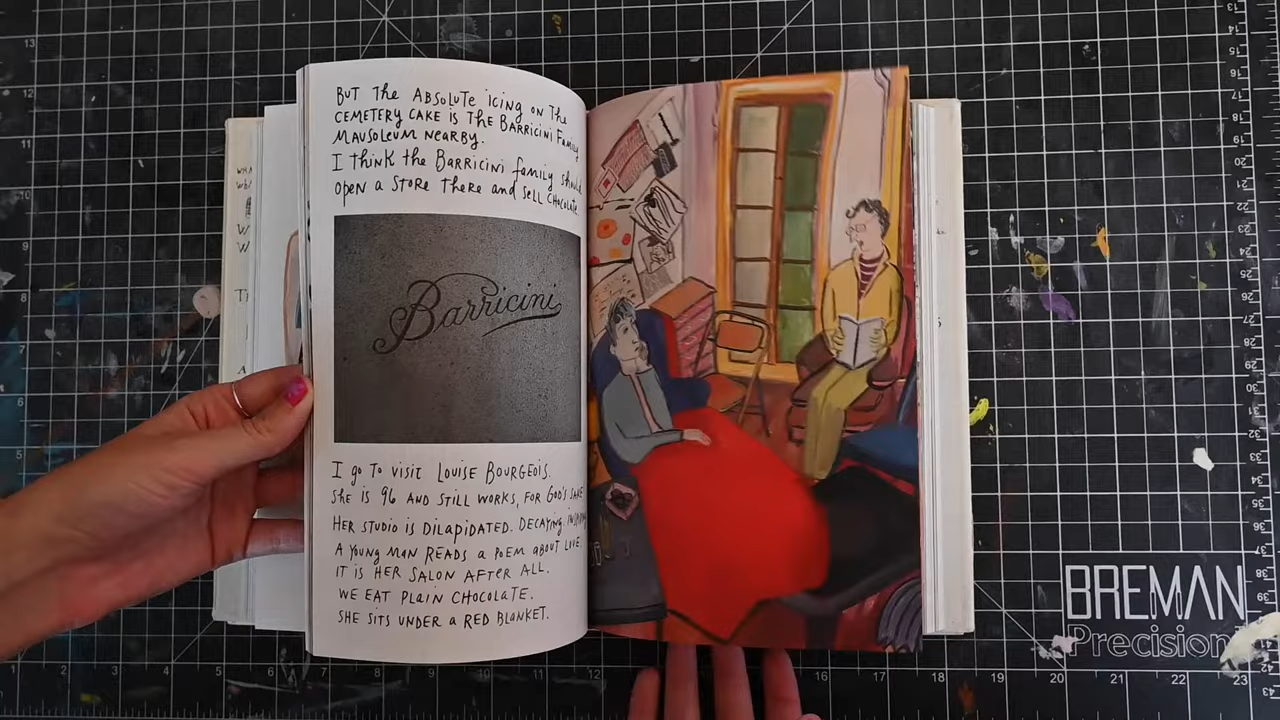 BUT THE ABSOLUTE ICING ON THE
CEMETERY CAKE IS THE BARRICINI FAMILY
MAUSOLEUM NEARBY.
I THINK THE BARRICINI FAMILY SHOULD
OPEN A STORE THERE AND SELL CHOCOLATE.
Barricini
I GO TO VISIT LOUISE BOURGEOIS.
SHE IS 96 AND STILL WORKS, FOR GOD'S SAKE
HER STUDIO IS DILAPIDATED. DECAYING.
A YOUNG MAN READS A POEM ABOUT LOVE.
IT IS HER SALON AFTER ALL.
WE EAT PLAIN CHOCOLATE.
SHE SITS UNDER A RED BLANKET.
BREMAN
Precision